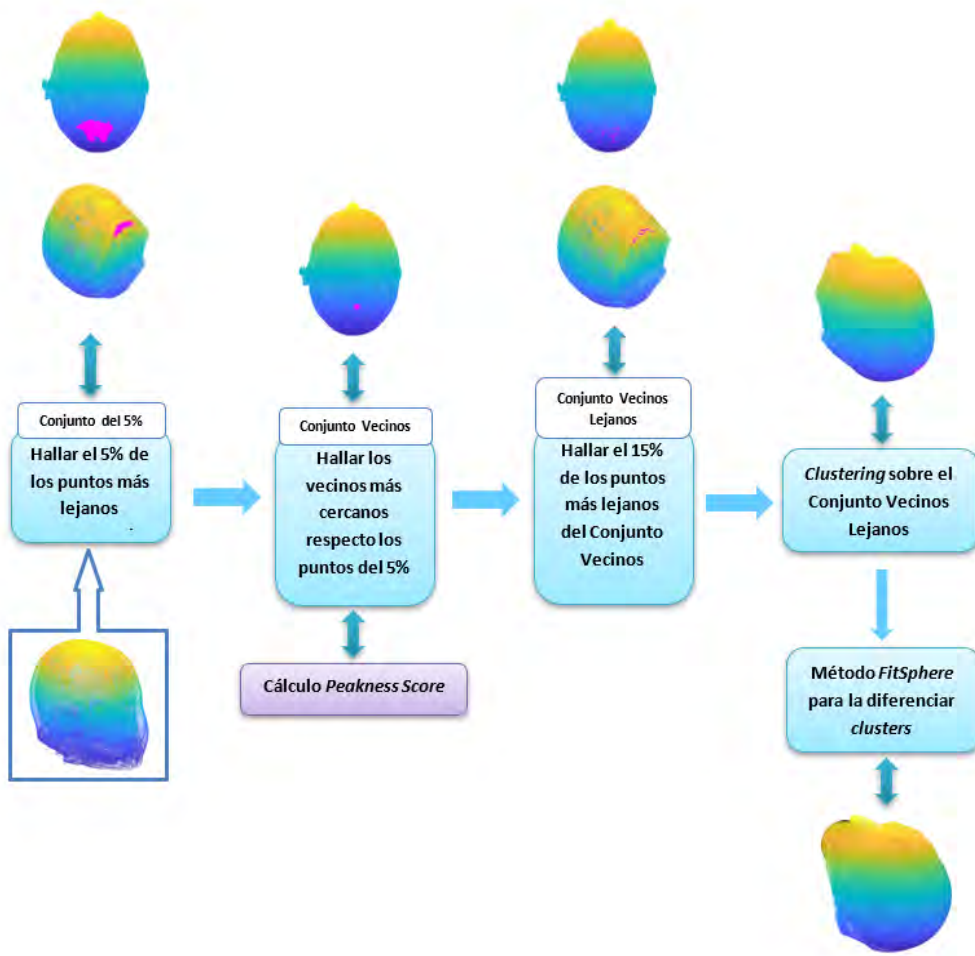 Conjunto del 5%
Hallar el 5% de
los puntos más
lejanos
.
Conjunto Vecinos
Hallar los
vecinos más
cercanos
respecto los
puntos del 5%
Cálculo Peakness Score
Conjunto Vecinos
Lejanos
Hallar el 15%
de los puntos
más lejanos
del Conjunto
Vecinos
Clustering sobre el
Conjunto Vecinos
Lejanos
Método FitSphere
para la diferenciar
clusters